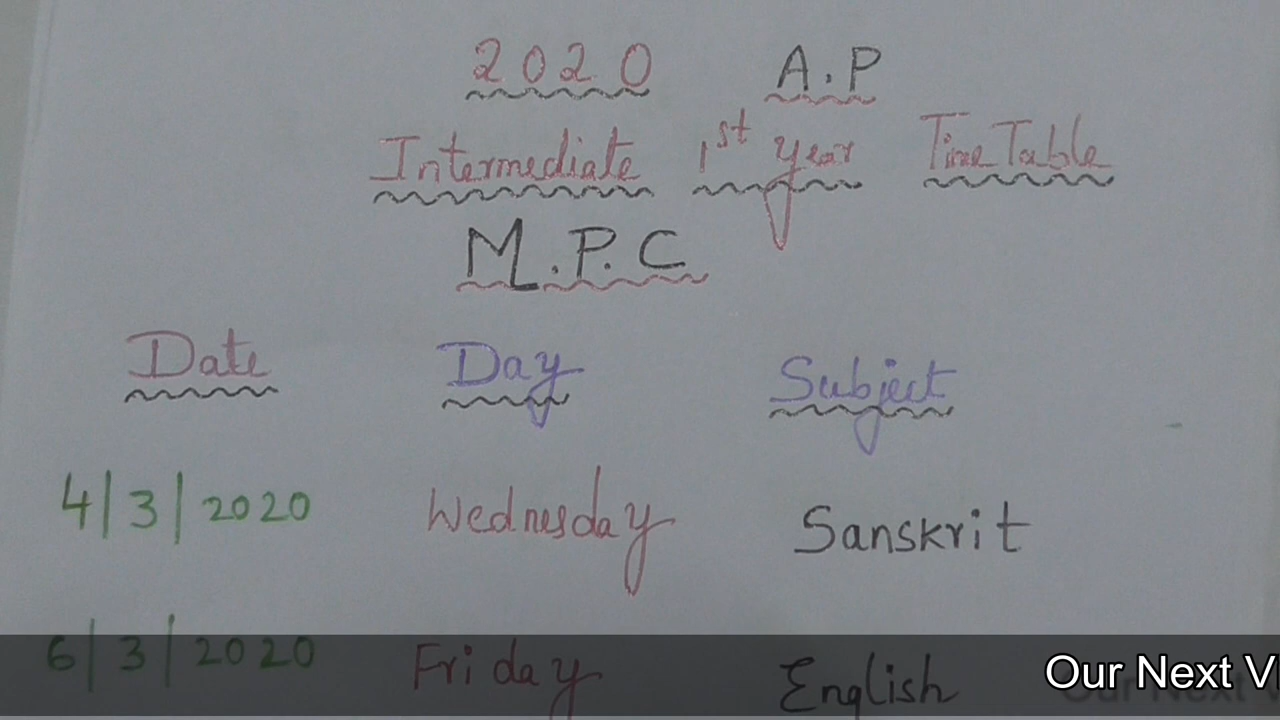 2020 A.P
Intermediate 1st year Time Table
M.P.C
Date Day Subject
4/3/2020 Wednesday Sanskrit
6/3/2020 Friday English
Our Next